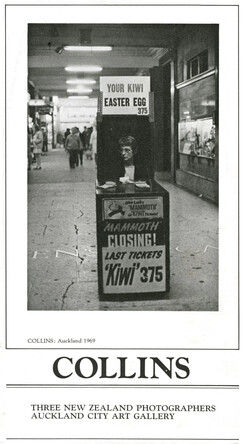 YOUR KIWI
EASTER EGG
375
"MAMMOTH"
MAMMOTH
CLOSING!
LAST TICKETS
'Kiwi' 375
COLLINS: Auckland 1969
COLLINS
THREE NEW ZEALAND PHOTOGRAPHERS
AUCKLAND CITY ART GALLERY